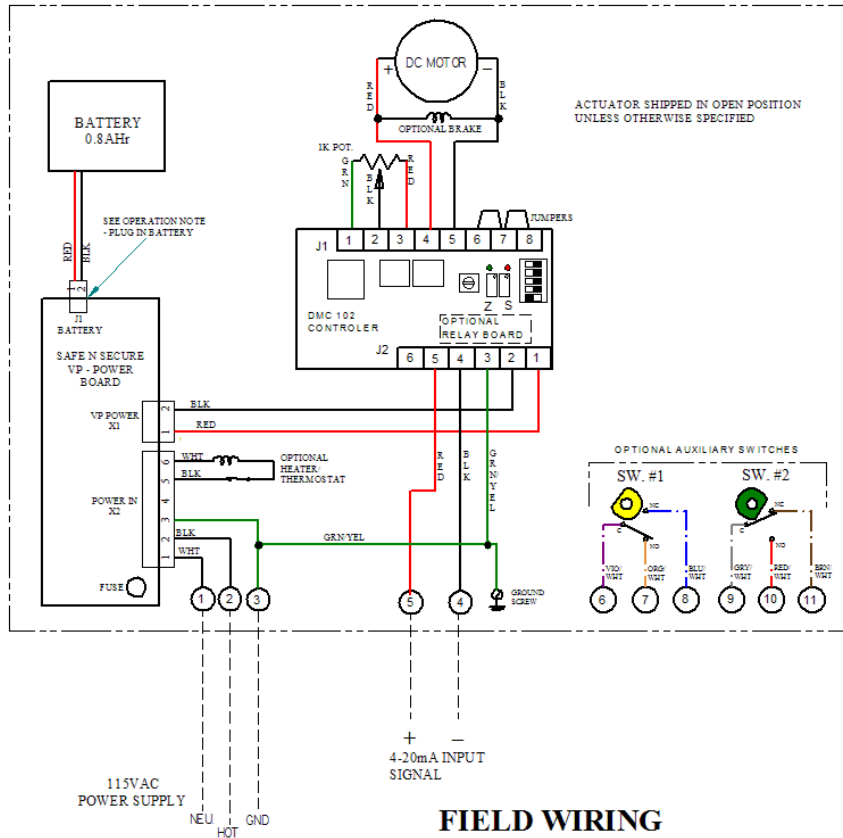 DC MOTOR
+
−
RED
BLK
OPTIONAL BRAKE
ACTUATOR SHIPPED IN OPEN POSITION
UNLESS OTHERWISE SPECIFIED
BATTERY
0.8AHr
1K POT.
GRN
BLK
RED
JUMPERS
SEE OPERATION NOTE
- PLUG IN BATTERY
RED
BLK
J1
1 2 3 4 5 6 7 8
1 2
J1
BATTERY
DMC 102
CONTROLER
Z S
OPTIONAL
RELAY BOARD
J2
6 5 4 3 2 1
SAFE N SECURE
VP - POWER
BOARD
VP POWER
X1
2
1
BLK
RED
POWER IN
X2
6
5
4
3
2
1
WHT
BLK
OPTIONAL
HEATER/
THERMOSTAT
BLK
WHT
GRN/YEL
RED
BLK
GRN/
YEL
FUSE
1 2 3
5 4
GROUND
SCREW
OPTIONAL AUXILIARY SWITCHES
SW. #1
SW. #2
NC
C
NO
NC
C
NO
VIO/
WHT
ORG/
WHT
BLU/
WHT
GRY/
WHT
RED/
WHT
BRN/
WHT
6 7 8 9 10 11
+ −
4-20mA INPUT
SIGNAL
115VAC
POWER SUPPLY
NEU
HOT
GND
FIELD WIRING